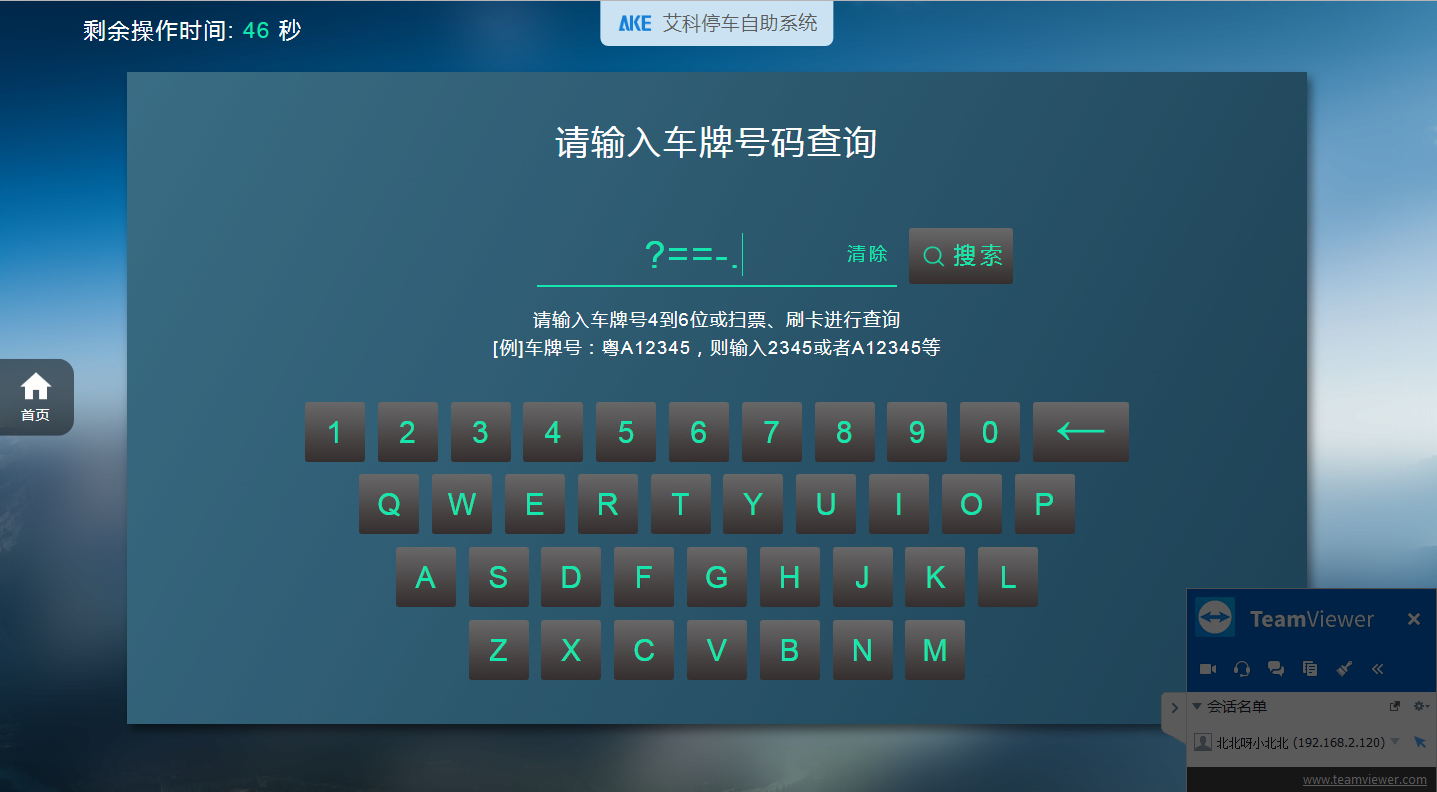 剩余操作时间: 46 秒
AKE 艾科停车自助系统
请输入车牌号码查询
?==-.
清除
搜索
请输入车牌号4到6位或扫票、刷卡进行查询
[例]车牌号：粤A12345，则输入2345或者A12345等
首页
1 2 3 4 5 6 7 8 9 0 ←
Q W E R T Y U I O P
A S D F G H J K L
Z X C V B N M
TeamViewer
会话名单
北北呀小北北 (192.168.2.120)
www.teamviewer.com